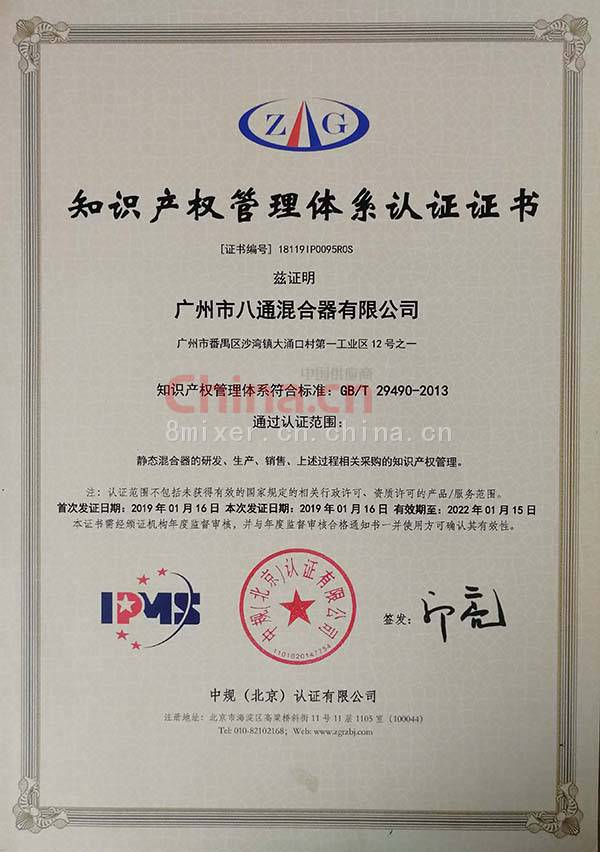 ZG
知识产权管理体系认证证书
[证书编号] 18119IP0095R0S
兹证明
广州市八通混合器有限公司
广州市番禺区沙湾镇大涌口村第一工业区12号之一
中国供应商
China.cn
知识产权管理体系符合标准：GB/T 29490-2013
8mixer.cn.china.cn
通过认证范围：
静态混合器的研发、生产、销售、上述过程相关采购的知识产权管理。
注：认证范围不包括未获得有效的国家规定的相关行政许可、资质许可的产品/服务范围。
首次发证日期：2019年01月16日 本次发证日期：2019年01月16日 有效期至：2022年01月15日
本证书需经颁证机构年度监督审核，并与年度监督审核合格通知书一并使用方可确认其有效性。
IPMS
中规(北京)认证有限公司
1101020147754
签发：
中规（北京）认证有限公司
注册地址：北京市海淀区高梁桥斜街11号11层1105室（100044）
Tel: 010-82102168; Web: www.zgrzbj.com